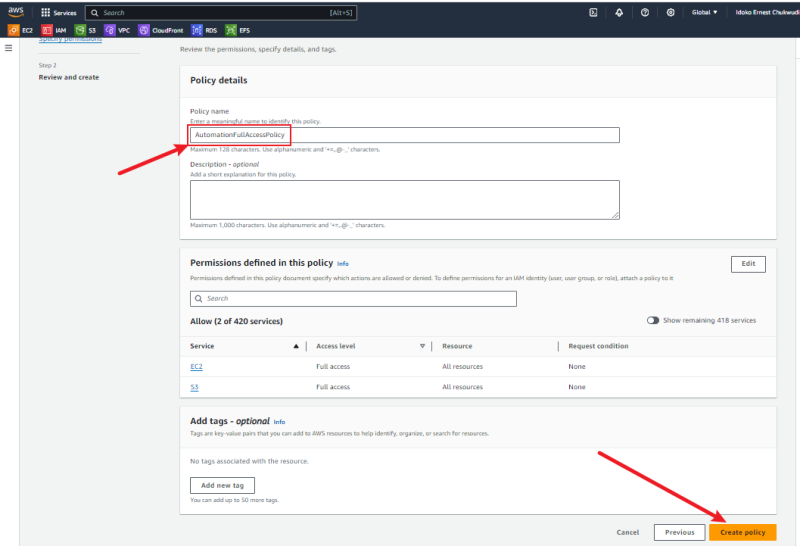 aws
Services
Search
[Alt+S]
Global ▼
Idoko Ernest Chukwudi
EC2
IAM
S3
VPC
CloudFront
RDS
EFS
Specify permissions
Step 2
Review and create
Review the permissions, specify details, and tags.
Policy details
Policy name
Enter a meaningful name to identify this policy.
AutomationFullAccessPolicy
Maximum 128 characters. Use alphanumeric and '+=,.@-_' characters.
Description - optional
Add a short explanation for this policy.
Maximum 1,000 characters. Use alphanumeric and '+=,.@-_' characters.
Permissions defined in this policy Info
Edit
Permissions defined in this policy document specify which actions are allowed or denied. To define permissions for an IAM identity (user, user group, or role), attach a policy to it
Search
Allow (2 of 420 services)
Show remaining 418 services
Service ▲ Access level ▽ Resource Request condition
EC2 Full access All resources None
S3 Full access All resources None
Add tags - optional Info
Tags are key-value pairs that you can add to AWS resources to help identify, organize, or search for resources.
No tags associated with the resource.
Add new tag
You can add up to 50 more tags.
Cancel
Previous
Create policy